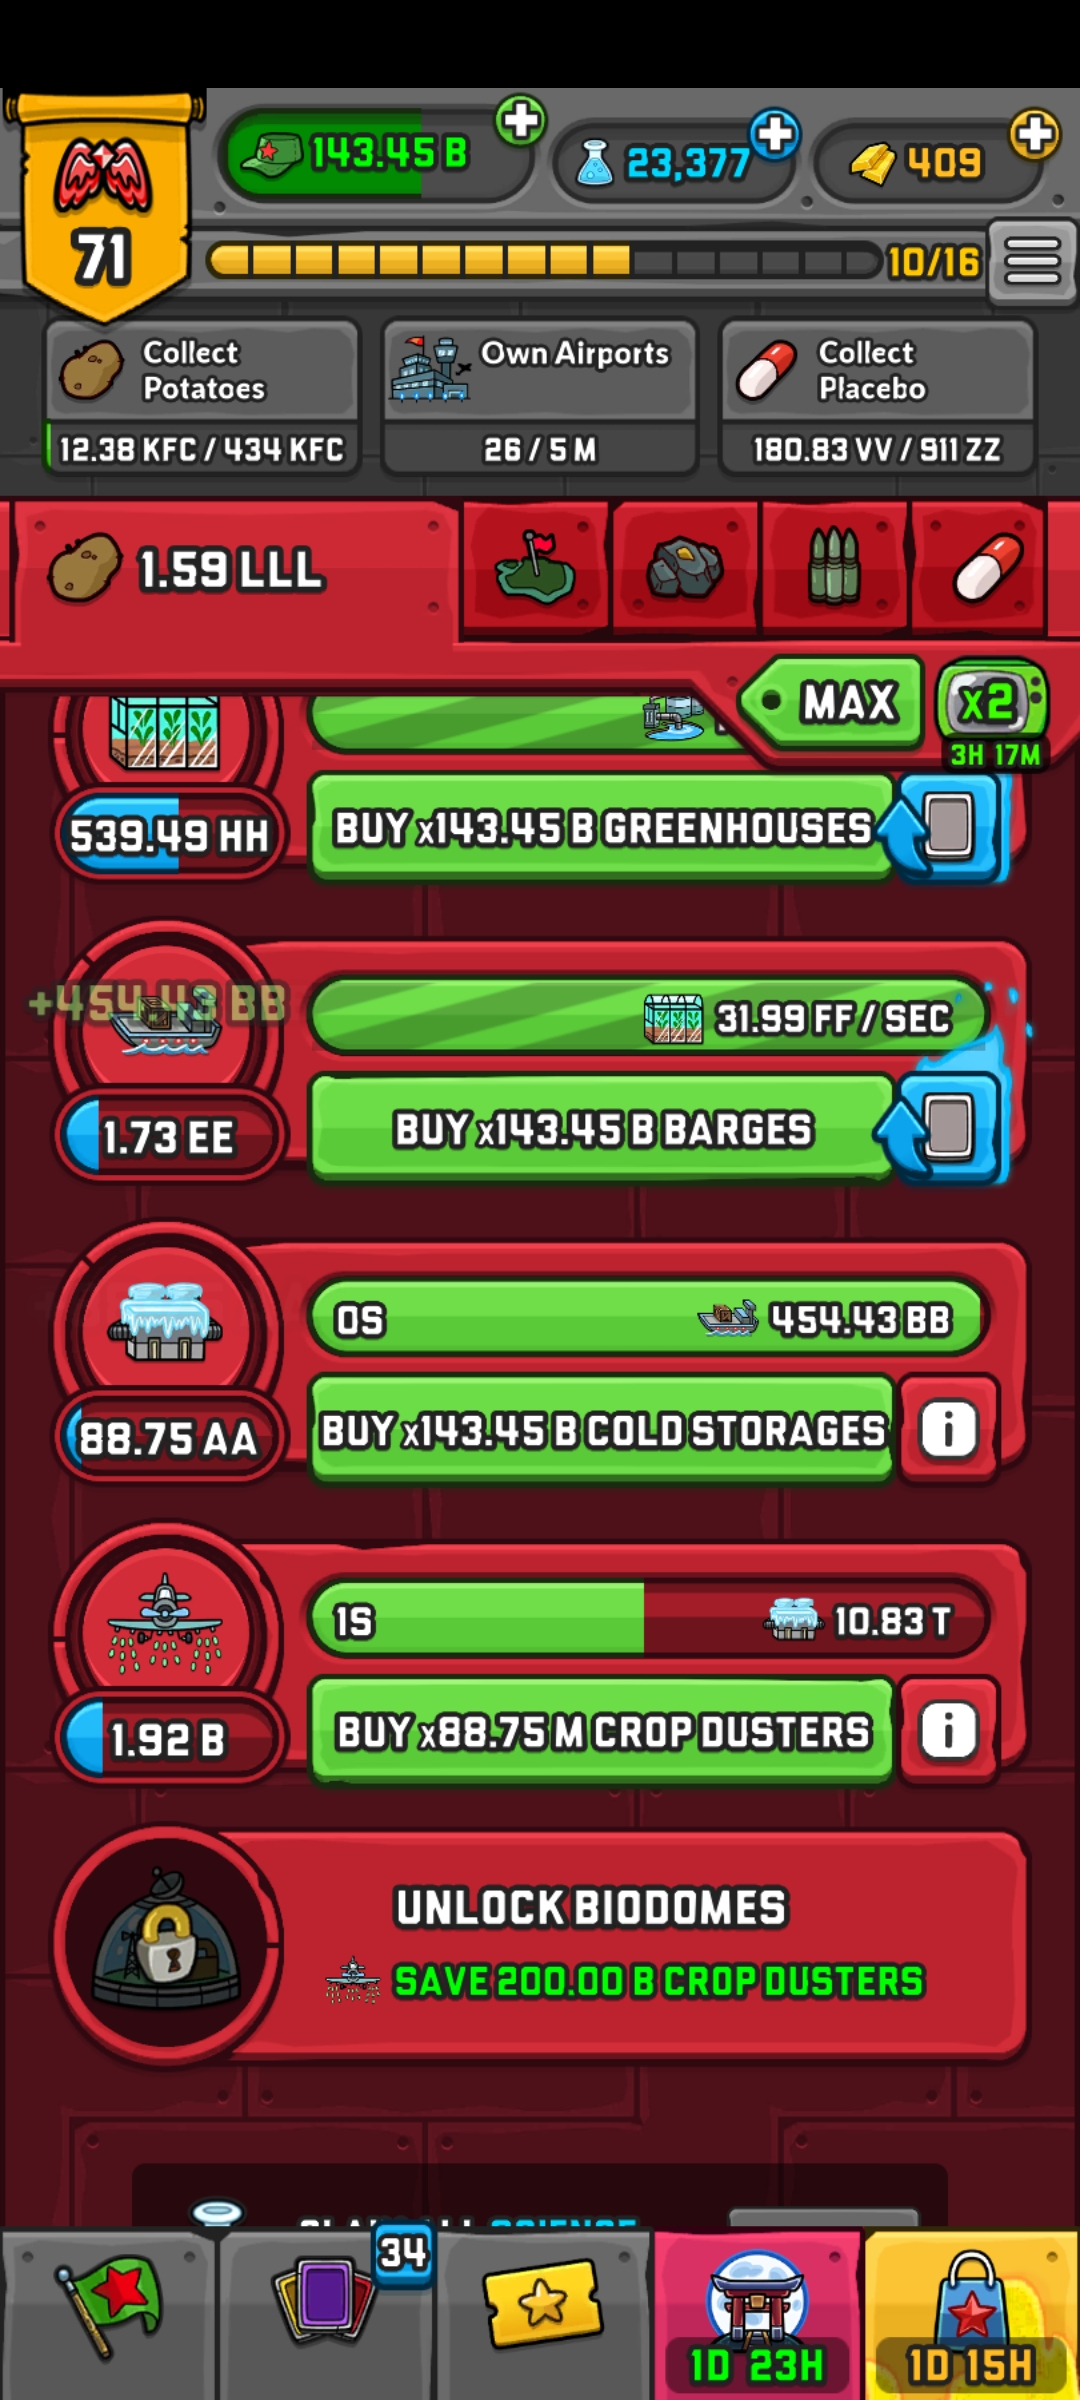 143.45 B
23,377
409
71
10/16
Collect
Potatoes
12.38 KFC / 434 KFC
Own Airports
26 / 5 M
Collect
Placebo
180.83 VV / 911 ZZ
1.59 LLL
MAX
x2
3H 17M
539.49 HH
BUY x143.45 B GREENHOUSES
+454.43 BB
31.99 FF / SEC
1.73 EE
BUY x143.45 B BARGES
0S
454.43 BB
88.75 AA
BUY x143.45 B COLD STORAGES
i
1S
10.83 T
1.92 B
BUY x88.75 M CROP DUSTERS
i
UNLOCK BIODOMES
SAVE 200.00 B CROP DUSTERS
34
1D 23H
1D 15H